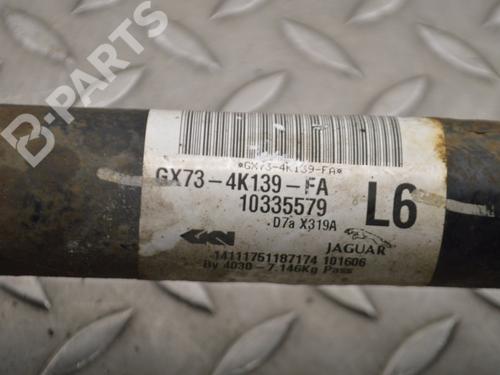 B-PARTS
*GX73-4K139-FA*
GX73-4K139-FA
10335579
L6
D7a X319A
GKN
JAGUAR
14111751187174 101606
By 4030-7.146Kg Pass